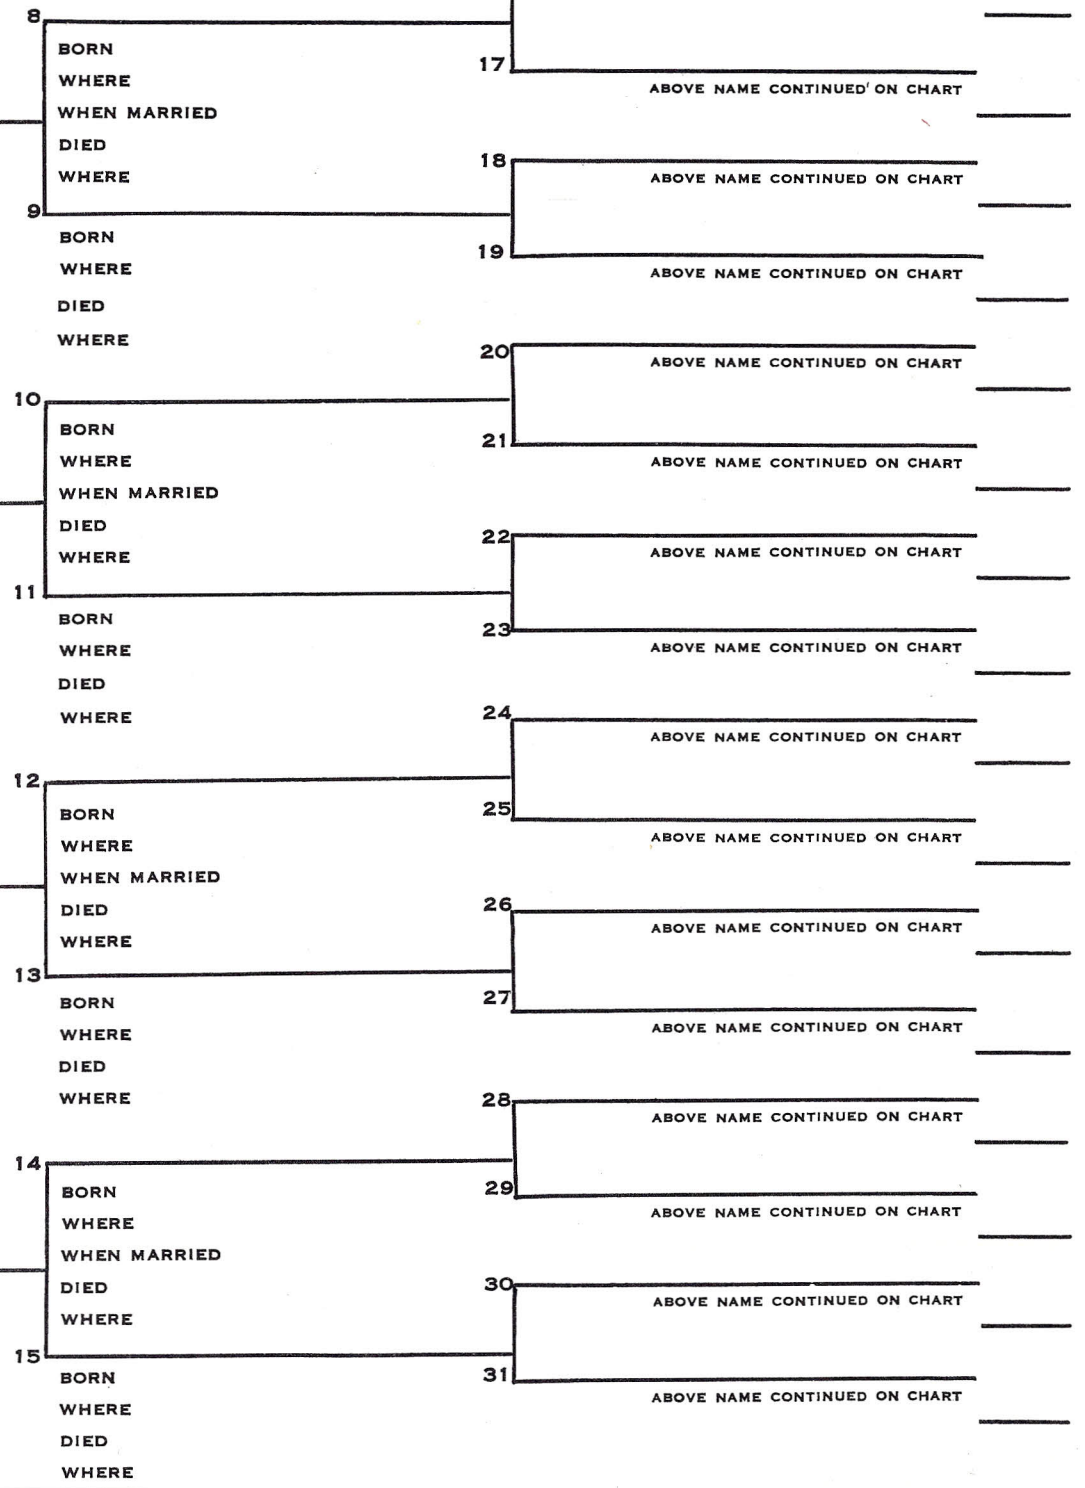 8
BORN
WHERE
WHEN MARRIED
DIED
WHERE
9
BORN
WHERE
DIED
WHERE
10
BORN
WHERE
WHEN MARRIED
DIED
WHERE
11
BORN
WHERE
DIED
WHERE
12
BORN
WHERE
WHEN MARRIED
DIED
WHERE
13
BORN
WHERE
DIED
WHERE
14
BORN
WHERE
WHEN MARRIED
DIED
WHERE
15
BORN
WHERE
DIED
WHERE
17
ABOVE NAME CONTINUED ON CHART
18
ABOVE NAME CONTINUED ON CHART
19
ABOVE NAME CONTINUED ON CHART
20
ABOVE NAME CONTINUED ON CHART
21
ABOVE NAME CONTINUED ON CHART
22
ABOVE NAME CONTINUED ON CHART
23
ABOVE NAME CONTINUED ON CHART
24
ABOVE NAME CONTINUED ON CHART
25
ABOVE NAME CONTINUED ON CHART
26
ABOVE NAME CONTINUED ON CHART
27
ABOVE NAME CONTINUED ON CHART
28
ABOVE NAME CONTINUED ON CHART
29
ABOVE NAME CONTINUED ON CHART
30
ABOVE NAME CONTINUED ON CHART
31
ABOVE NAME CONTINUED ON CHART